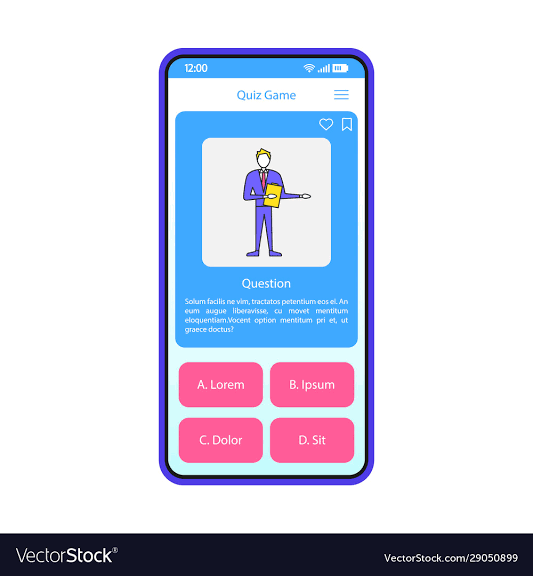 12:00
Quiz Game
Question
Solum facilis ne vim, tractatos petentium eos ei. An
eum augue liberavisse, cu movet mentitum
eloquentiam.Vocent option mentitum pri et, ut
graece doctus?
A. Lorem
B. Ipsum
C. Dolor
D. Sit
VectorStock®
VectorStock.com/29050899